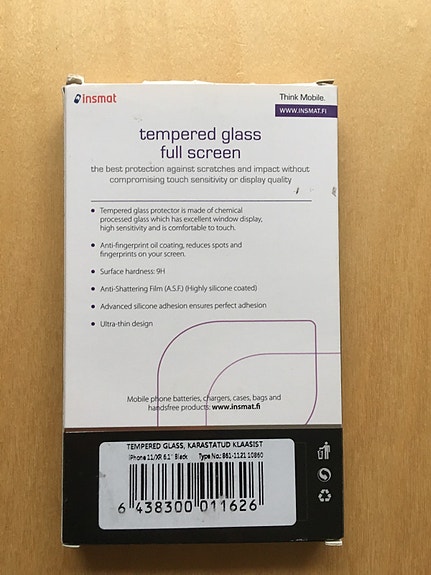 insmat
Think Mobile.
WWW.INSMAT.FI
tempered glass
full screen
the best protection against scratches and impact without
compromising touch sensitivity or display quality
• Tempered glass protector is made of chemical
processed glass which has excellent window display,
high sensitivity and is comfortable to touch.
• Anti-fingerprint oil coating, reduces spots and
fingerprints on your screen.
• Surface hardness: 9H
• Anti-Shattering Film (A.S.F.) (Highly silicone coated)
• Advanced silicone adhesion ensures perfect adhesion
• Ultra-thin design
Mobile phone batteries, chargers, cases, bags and
handsfree products: www.insmat.fi
TEMPERED GLASS, KARASTATUD KLAASIST
iPhone 11/XR 6.1" Black Type No.: 861-1121 10860
6 438300 011626